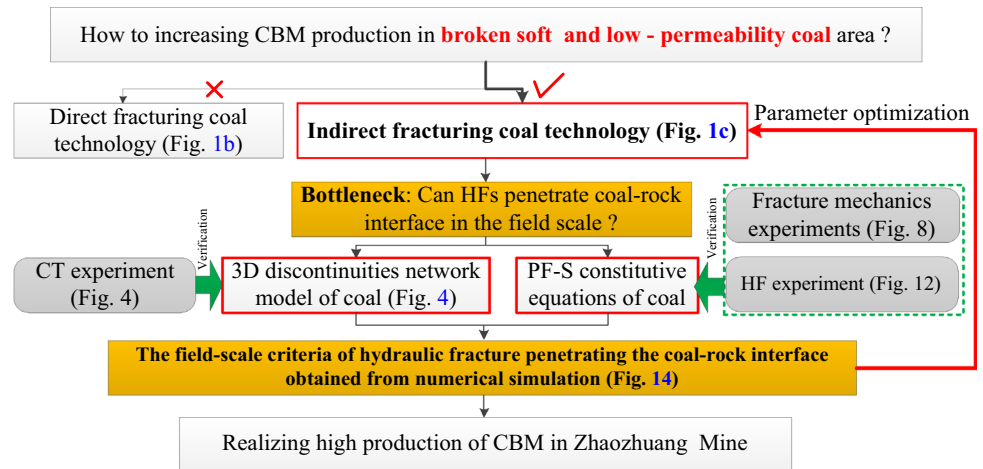 How to increasing CBM production in broken soft and low - permeability coal area ?
Direct fracturing coal
technology (Fig. 1b)
Indirect fracturing coal technology (Fig. 1c)
Parameter optimization
Bottleneck: Can HFs penetrate coal-rock
interface in the field scale ?
CT experiment
(Fig. 4)
Verification
3D discontinuities network
model of coal (Fig. 4)
PF-S constitutive
equations of coal
Verification
Fracture mechanics
experiments (Fig. 8)
HF experiment (Fig. 12)
The field-scale criteria of hydraulic fracture penetrating the coal-rock interface
obtained from numerical simulation (Fig. 14)
Realizing high production of CBM in Zhaozhuang Mine